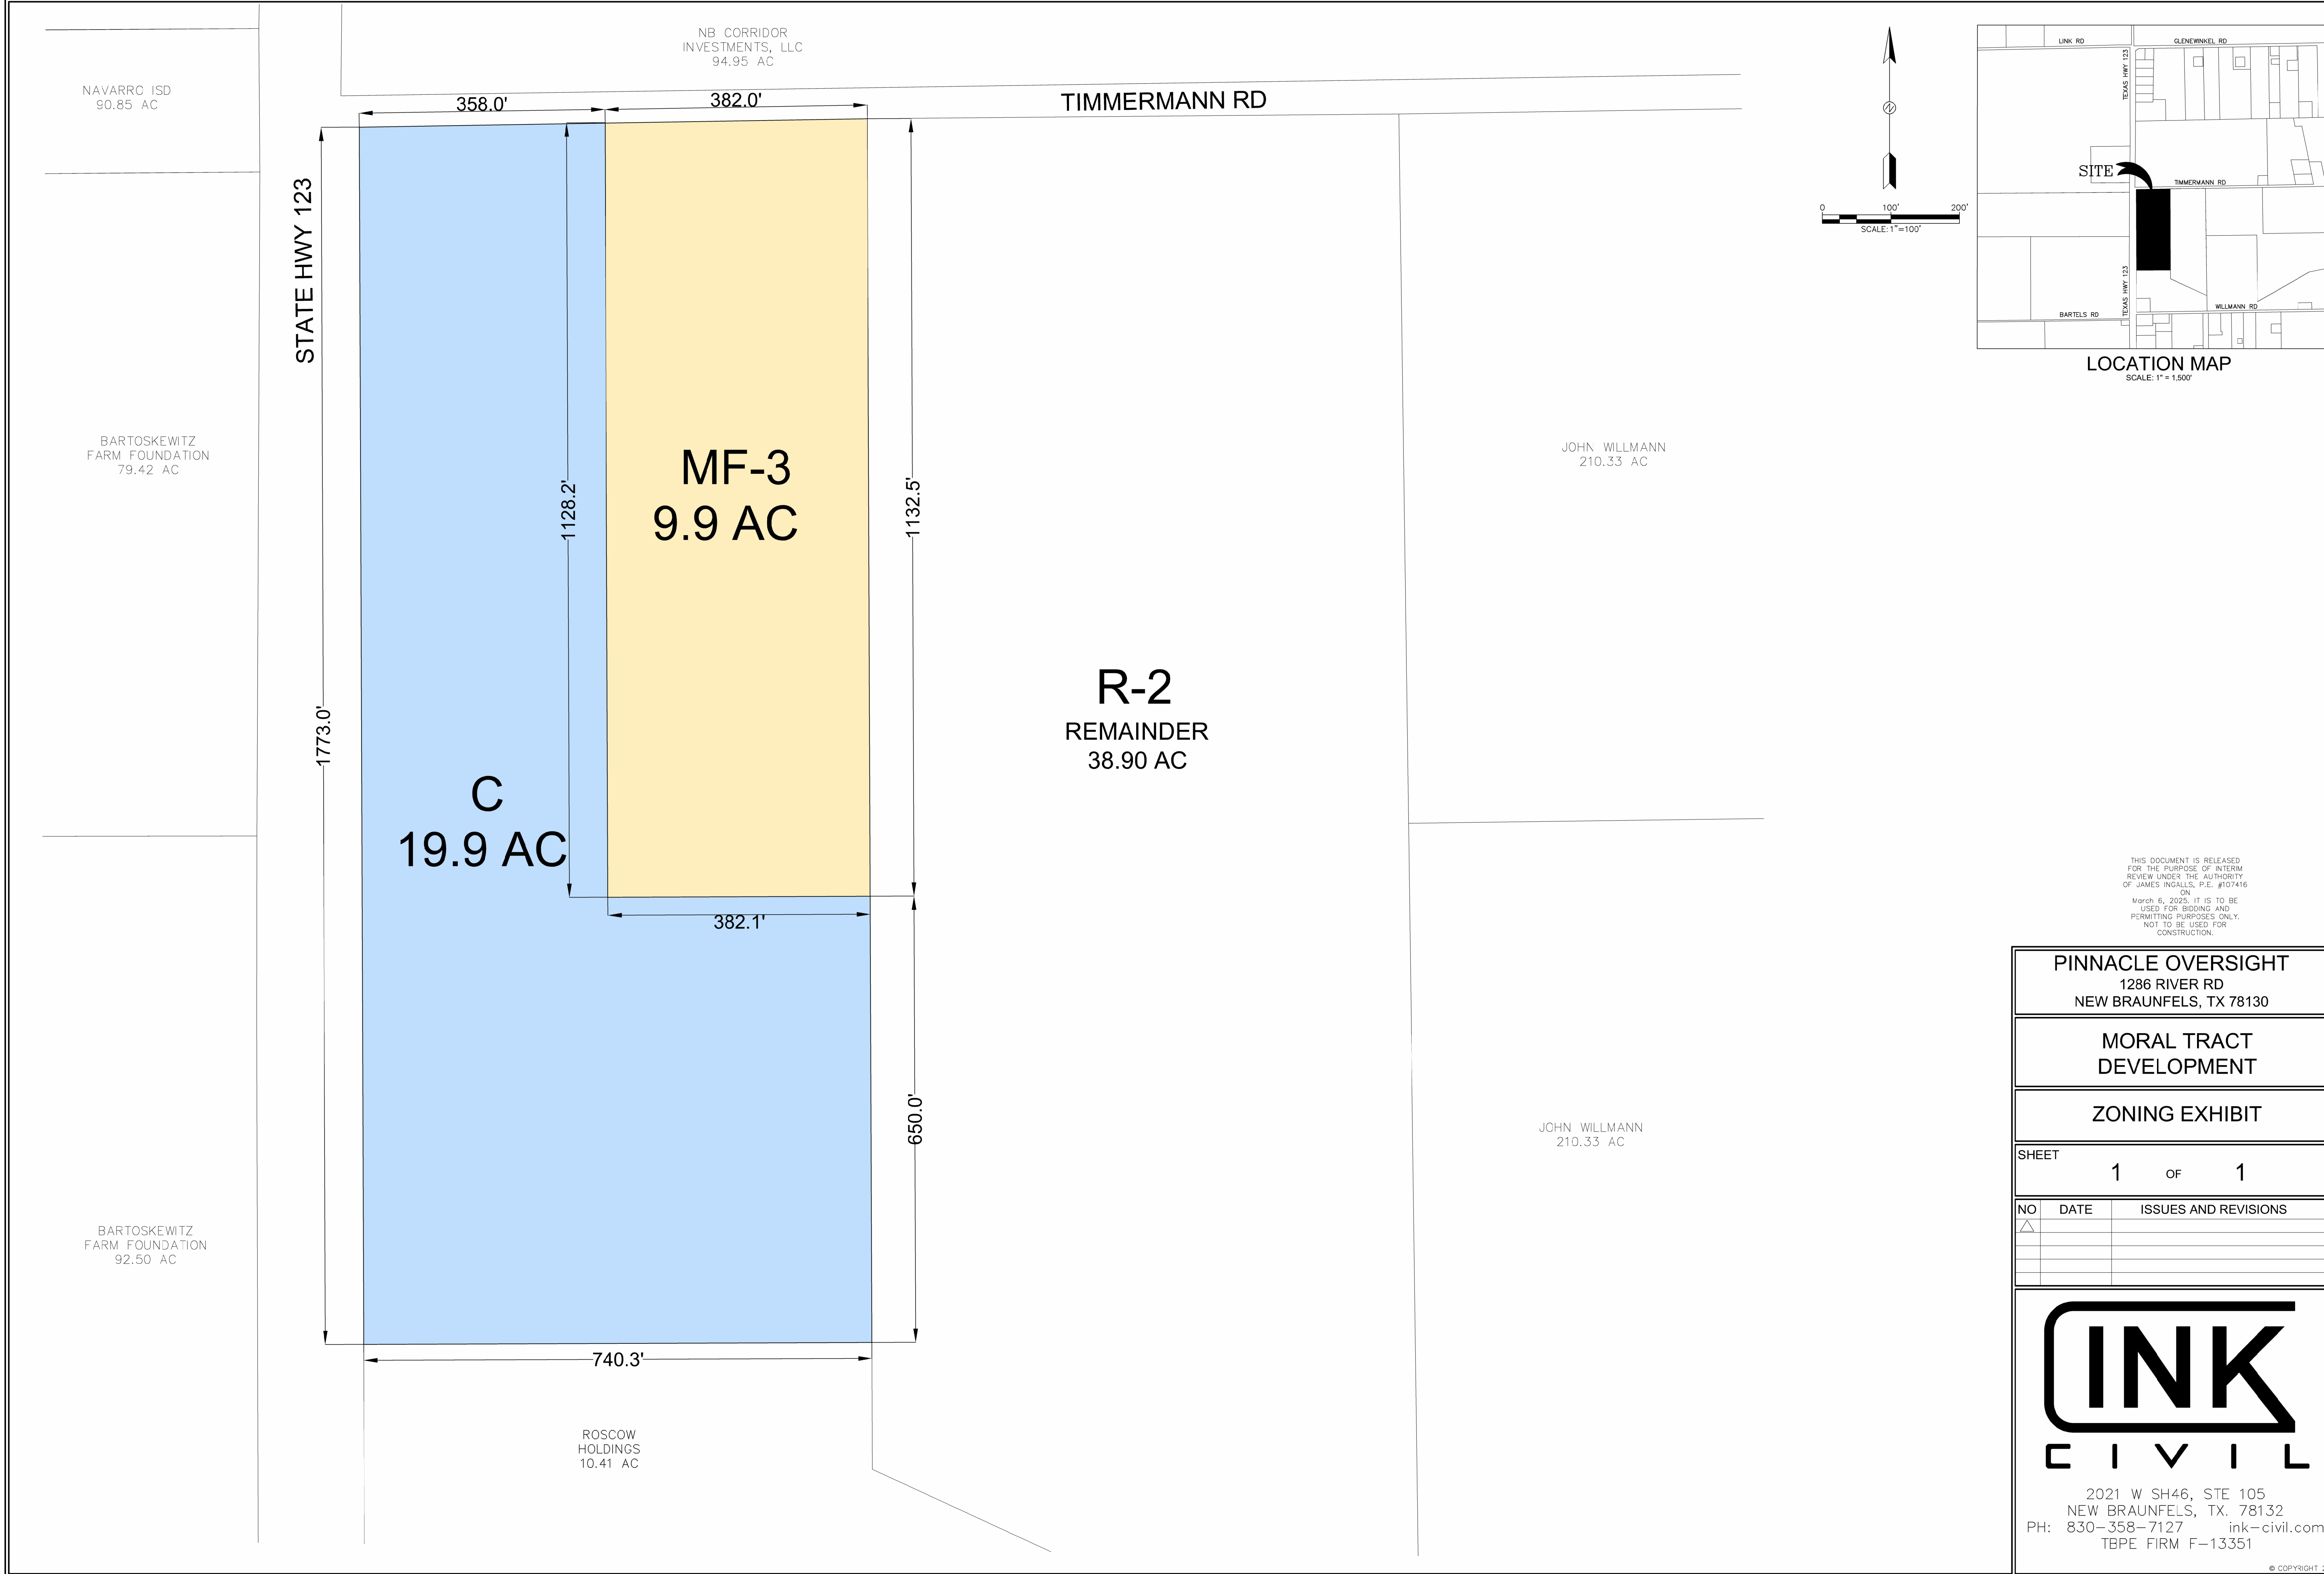 NB CORRIDOR
INVESTMENTS, LLC
94.95 AC
NAVARRO ISD
90.85 AC
358.0'
382.0'
TIMMERMANN RD
STATE HWY 123
BARTOSKEWITZ
FARM FOUNDATION
79.42 AC
1128.2'
MF-3
9.9 AC
1132.5'
JOHN WILLMANN
210.33 AC
R-2
REMAINDER
38.90 AC
1773.0'
C
19.9 AC
382.1'
650.0'
JOHN WILLMANN
210.33 AC
BARTOSKEWITZ
FARM FOUNDATION
92.50 AC
740.3'
ROSCOW
HOLDINGS
10.41 AC
N
0 100' 200'
SCALE: 1"=100'
LINK RD
GLENEWINKEL RD
TEXAS HWY 123
SITE
TIMMERMANN RD
TEXAS HWY 123
WILLMANN RD
BARTELS RD
LOCATION MAP
SCALE: 1" = 1,500'
THIS DOCUMENT IS RELEASED
FOR THE PURPOSE OF INTERIM
REVIEW UNDER THE AUTHORITY
OF JAMES INGALLS, P.E. #107416
ON
March 6, 2025. IT IS TO BE
USED FOR BIDDING AND
PERMITTING PURPOSES ONLY.
NOT TO BE USED FOR
CONSTRUCTION.
PINNACLE OVERSIGHT
1286 RIVER RD
NEW BRAUNFELS, TX 78130
MORAL TRACT
DEVELOPMENT
ZONING EXHIBIT
SHEET
1 OF 1
NO DATE ISSUES AND REVISIONS
INK
CIVIL
2021 W SH46, STE 105
NEW BRAUNFELS, TX. 78132
PH: 830-358-7127 ink-civil.com
TBPE FIRM F-13351
© COPYRIGHT